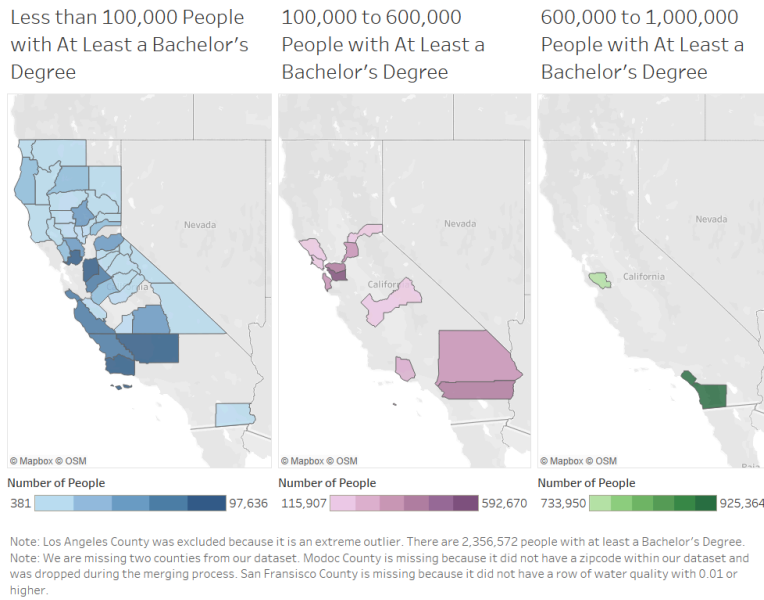 Less than 100,000 People
with At Least a Bachelor's
Degree
100,000 to 600,000
People with At Least a
Bachelor's Degree
600,000 to 1,000,000
People with At Least a
Bachelor's Degree
Nevada
nia
© Mapbox © OSM
Nevada
Califor
© Mapbox © OSM
Nevada
California
Baja
© Mapbox © OSM
Number of People
381 97,636
Number of People
115,907 592,670
Number of People
733,950 925,364
Note: Los Angeles County was excluded because it is an extreme outlier. There are 2,356,572 people with at least a Bachelor's Degree.
Note: We are missing two counties from our dataset. Modoc County is missing because it did not have a zipcode within our dataset and
was dropped during the merging process. San Fransisco County is missing because it did not have a row of water quality with 0.01 or
higher.